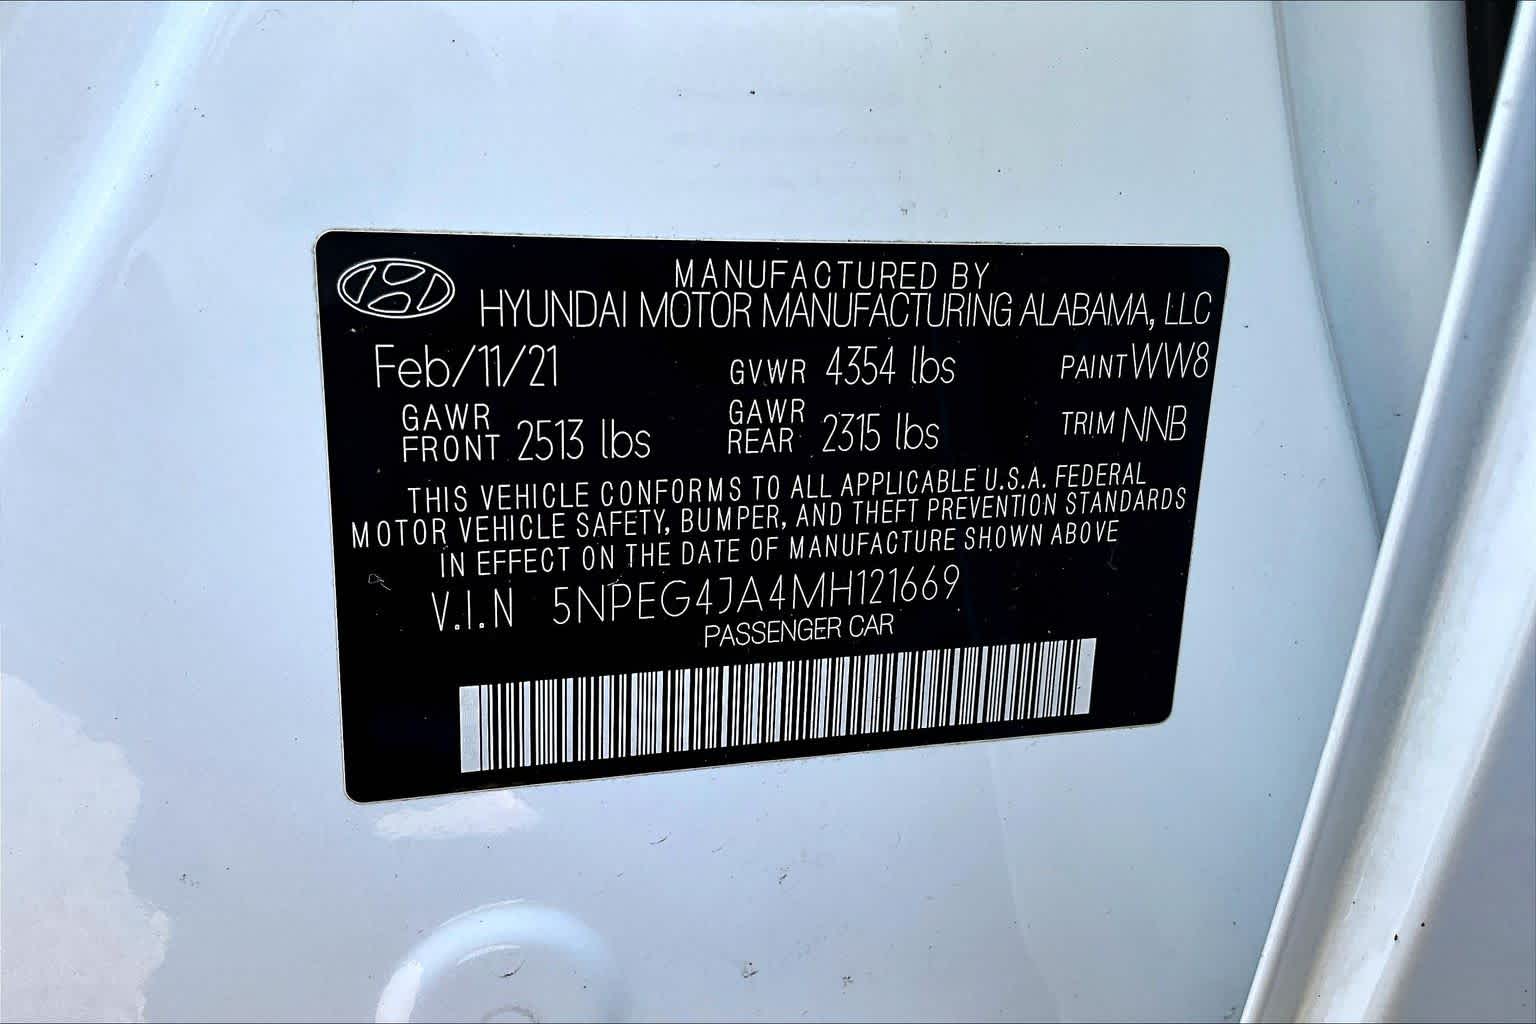 MANUFACTURED BY
HYUNDAI MOTOR MANUFACTURING ALABAMA, LLC
Feb/11/21 GVWR 4354 lbs PAINT WW8
GAWR FRONT 2513 lbs GAWR REAR 2315 lbs TRIM NNB
THIS VEHICLE CONFORMS TO ALL APPLICABLE U.S.A. FEDERAL
MOTOR VEHICLE SAFETY, BUMPER, AND THEFT PREVENTION STANDARDS
IN EFFECT ON THE DATE OF MANUFACTURE SHOWN ABOVE
V.I.N 5NPEG4JA4MH121669
PASSENGER CAR